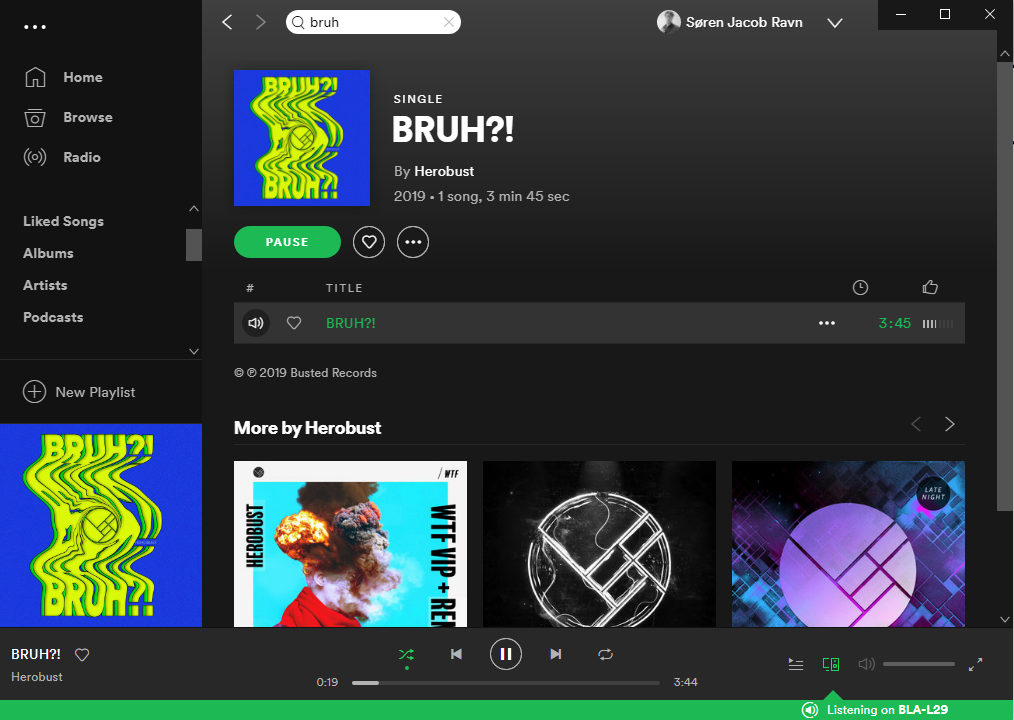 bruh
Søren Jacob Ravn
Home
Browse
Radio
Liked Songs
Albums
Artists
Podcasts
New Playlist
BRUH?!
BRUH?!
SINGLE
BRUH?!
By Herobust
2019 • 1 song, 3 min 45 sec
PAUSE
# TITLE
BRUH?! 3:45
© ℗ 2019 Busted Records
More by Herobust
/ WTF
HEROBUST
WTF VIP + REM
LATE
NIGHT
BRUH?!
BRUH?!
BRUH?!
Herobust
0:19 3:44
Listening on BLA-L29